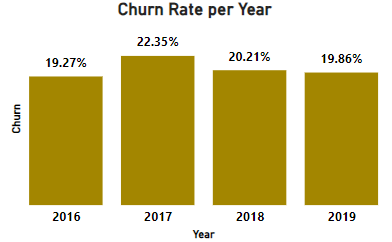 Churn Rate per Year
22.35%
19.27%
20.21%
19.86%
Churn
2016 2017 2018 2019
Year